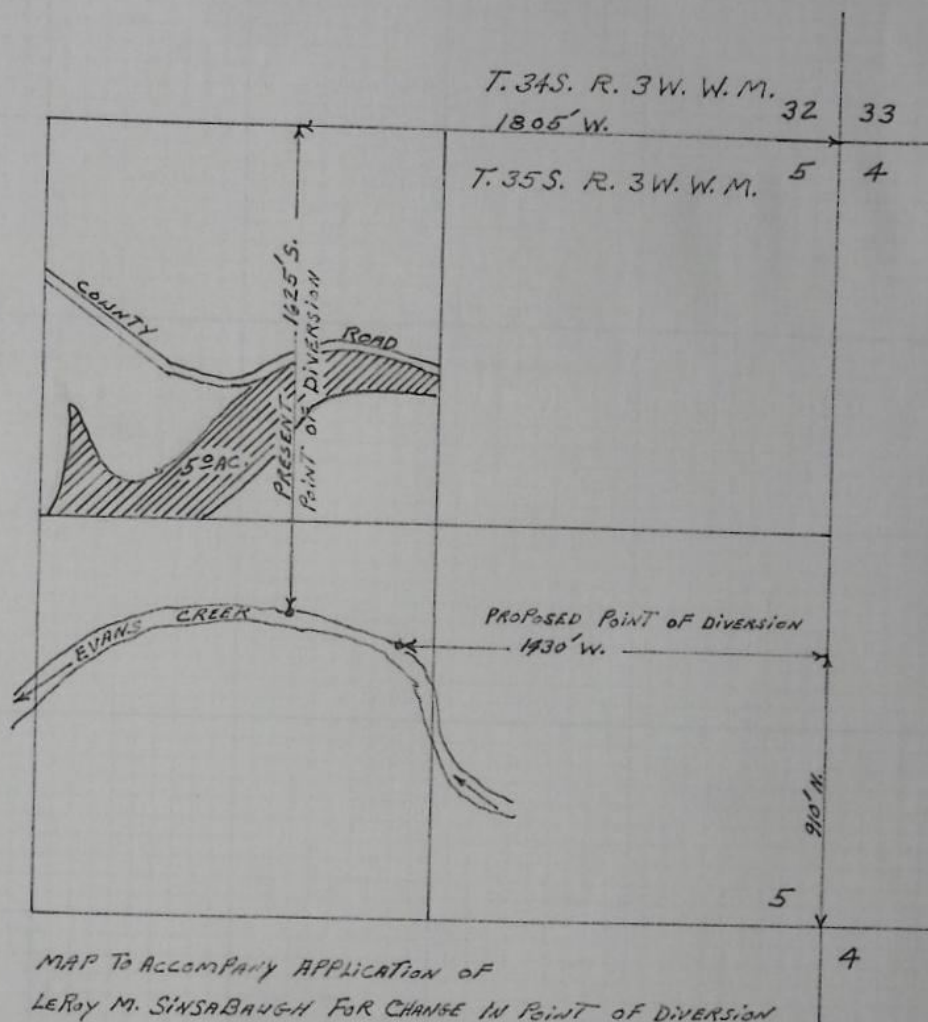 T. 34S. R. 3W. W.M.
32
33
1805' W.
T. 35S. R. 3W. W.M.
5
4
1625' S.
PRESENT
POINT OF DIVERSION
COUNTY
ROAD
5.0 AC.
EVANS CREEK
PROPOSED POINT OF DIVERSION
1430' W.
910' N.
5
4
MAP TO ACCOMPANY APPLICATION OF
LEROY M. SINSABAUGH FOR CHANGE IN POINT OF DIVERSION